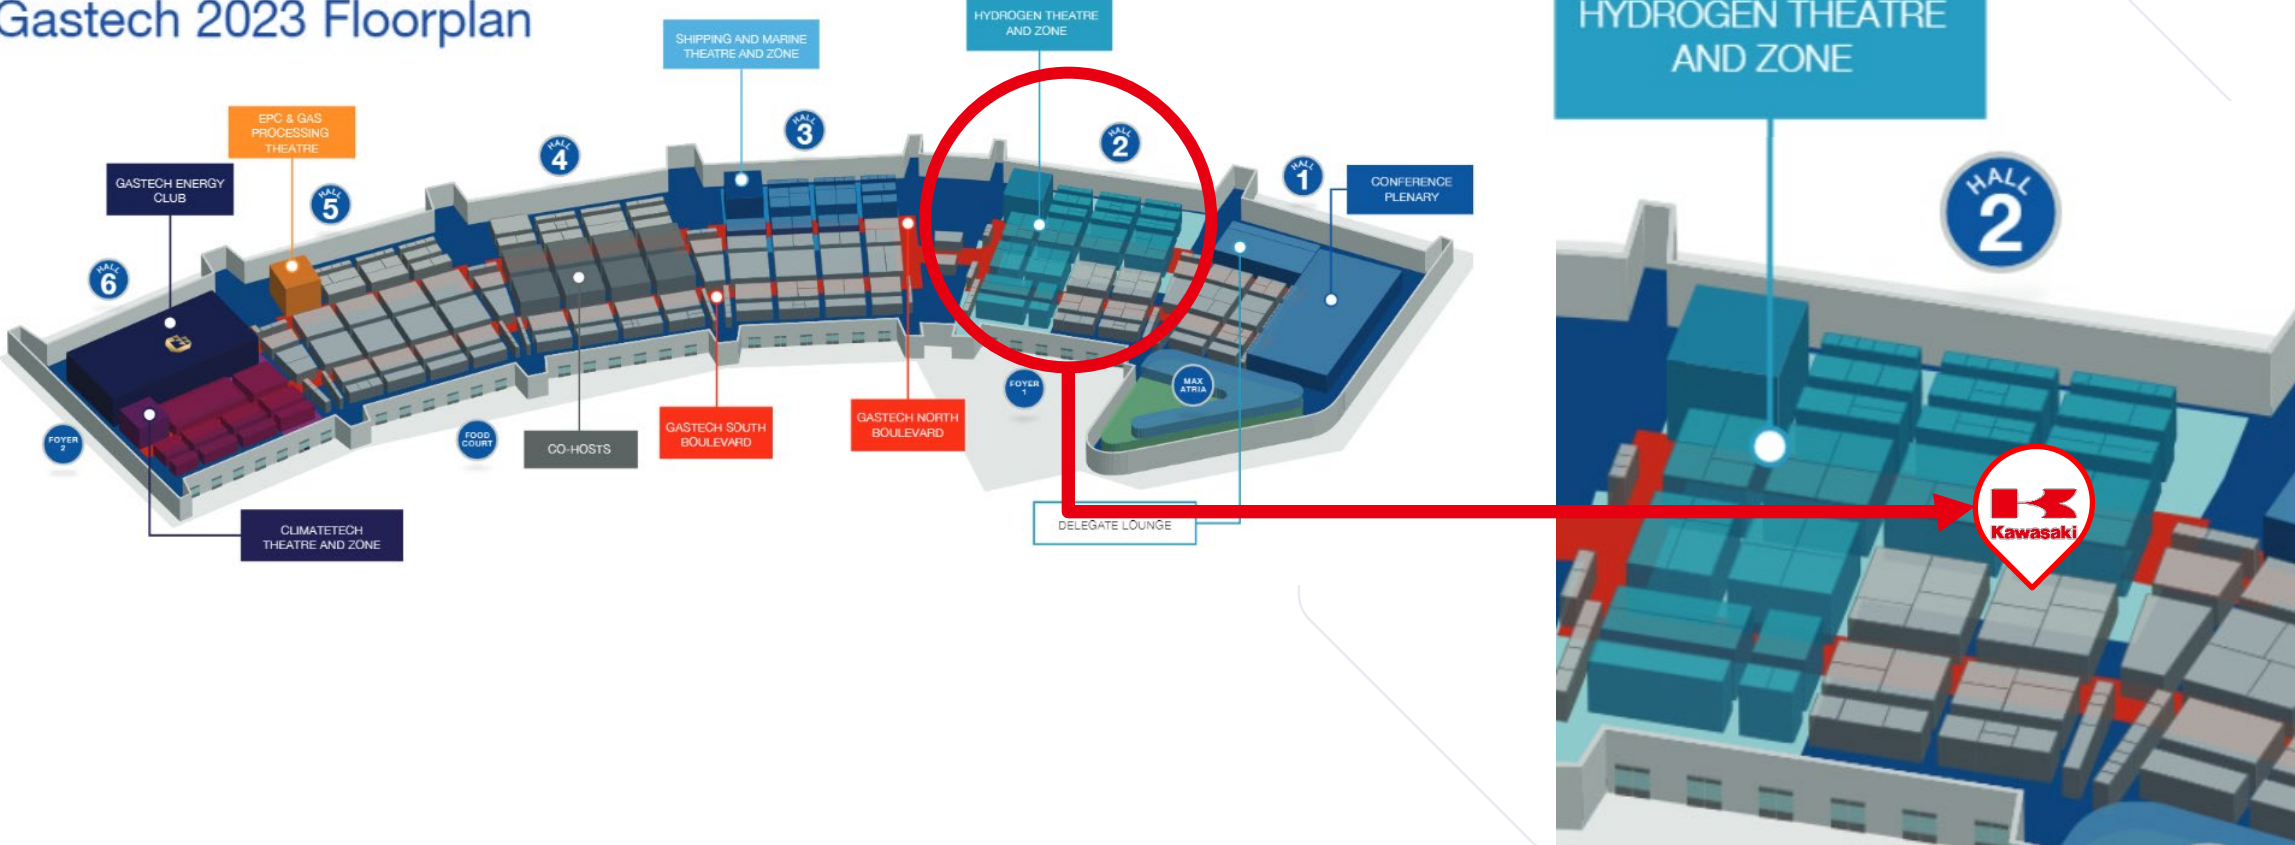 Gastech 2023 Floorplan
SHIPPING AND MARINE
THEATRE AND ZONE
HYDROGEN THEATRE
AND ZONE
EPC & GAS
PROCESSING
THEATRE
GASTECH ENERGY
CLUB
HALL
6
HALL
5
HALL
4
HALL
3
HALL
2
HALL
1
CONFERENCE
PLENARY
FOYER
2
FOOD
COURT
CO-HOSTS
GASTECH SOUTH
BOULEVARD
GASTECH NORTH
BOULEVARD
FOYER
1
MAX
ATRIA
DELEGATE LOUNGE
CLIMATETECH
THEATRE AND ZONE
HYDROGEN THEATRE
AND ZONE
HALL
2
Kawasaki